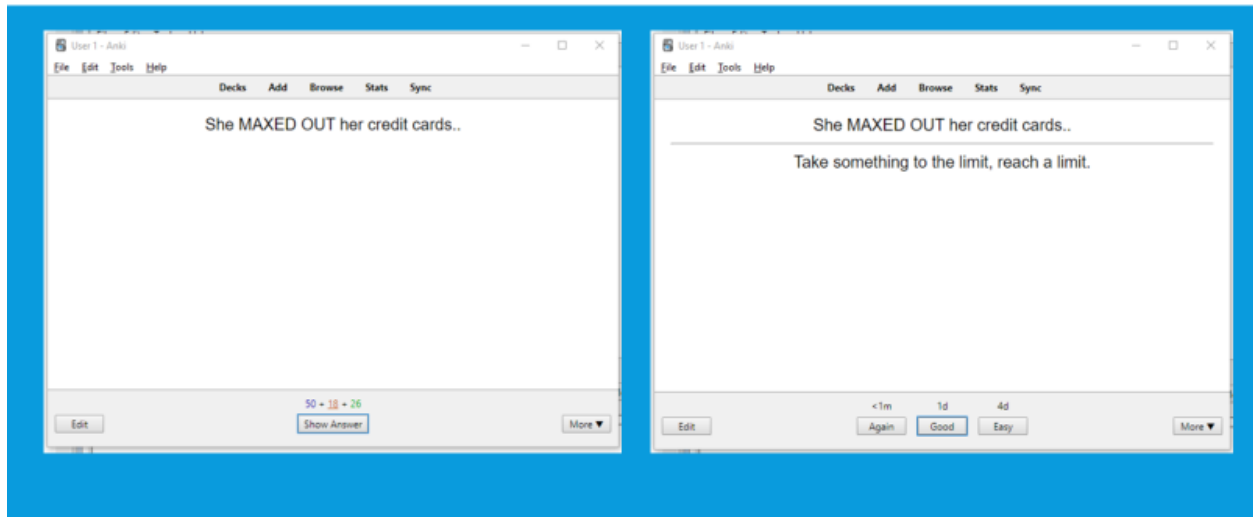 User 1 - Anki
File Edit Tools Help
Decks Add Browse Stats Sync
She MAXED OUT her credit cards..
50 + 18 + 26
Edit Show Answer More ▼
User 1 - Anki
File Edit Tools Help
Decks Add Browse Stats Sync
She MAXED OUT her credit cards..
Take something to the limit, reach a limit.
<1m 1d 4d
Edit Again Good Easy More ▼